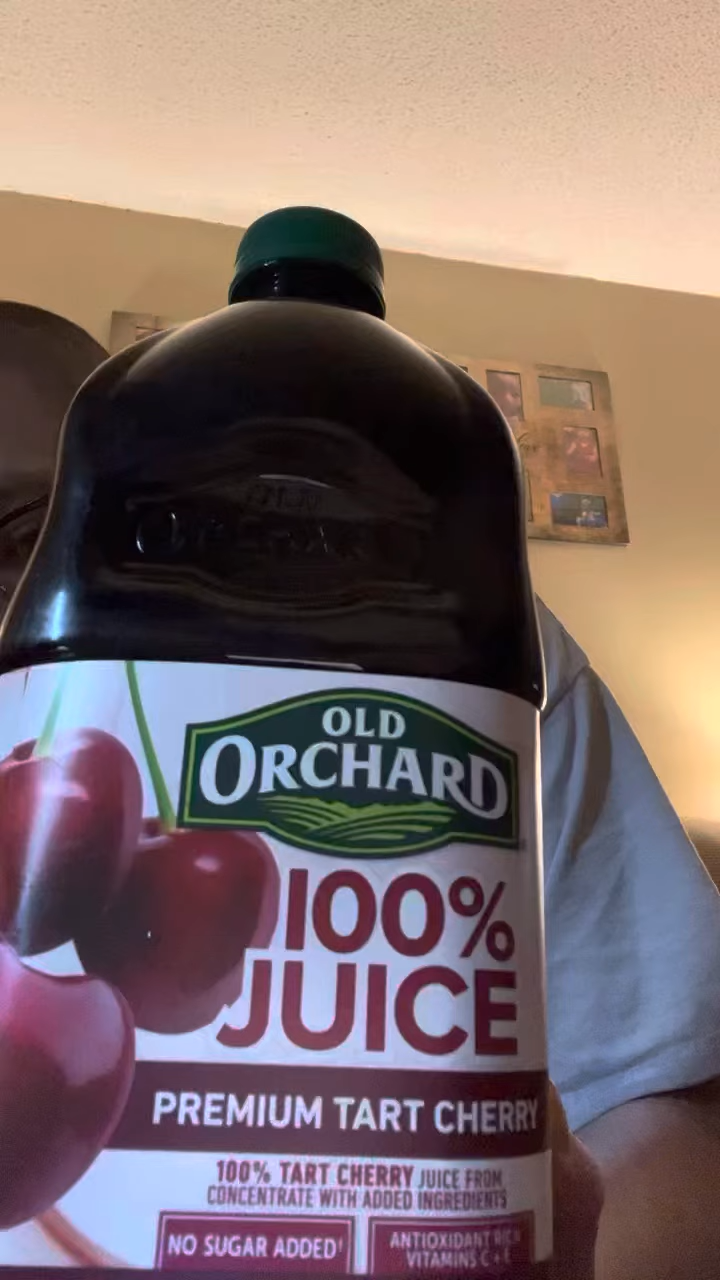 OLD
ORCHARD
100%
JUICE
PREMIUM TART CHERRY
100% TART CHERRY JUICE FROM
CONCENTRATE WITH ADDED INGREDIENTS
NO SUGAR ADDED†
ANTIOXIDANT RICH
VITAMINS C + E